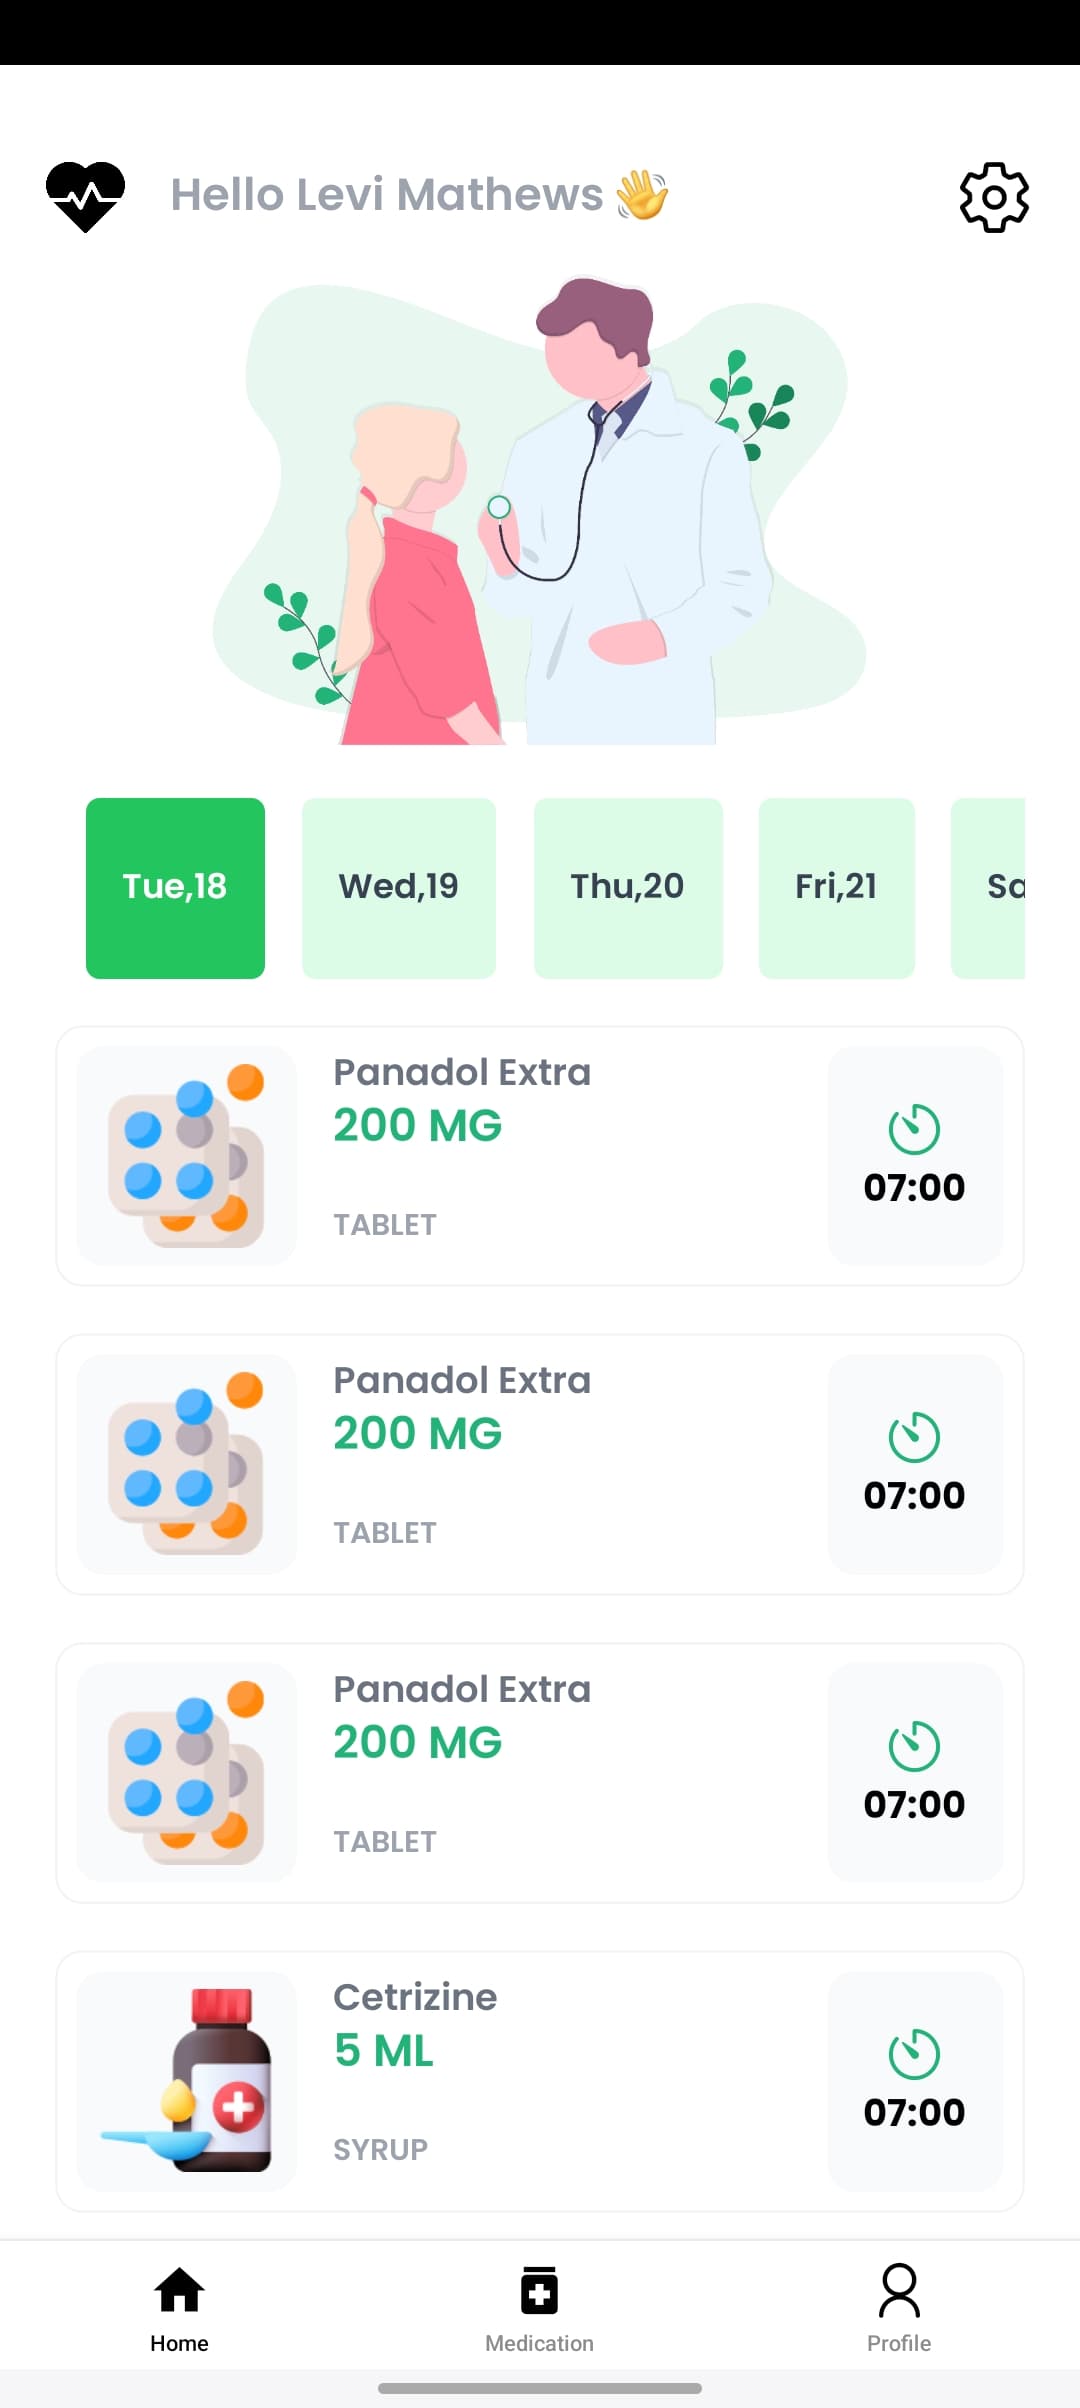 Hello Levi Mathews 👋
Tue,18 Wed,19 Thu,20 Fri,21 Sa
Panadol Extra
200 MG
TABLET
07:00
Panadol Extra
200 MG
TABLET
07:00
Panadol Extra
200 MG
TABLET
07:00
Cetrizine
5 ML
SYRUP
07:00
Home Medication Profile